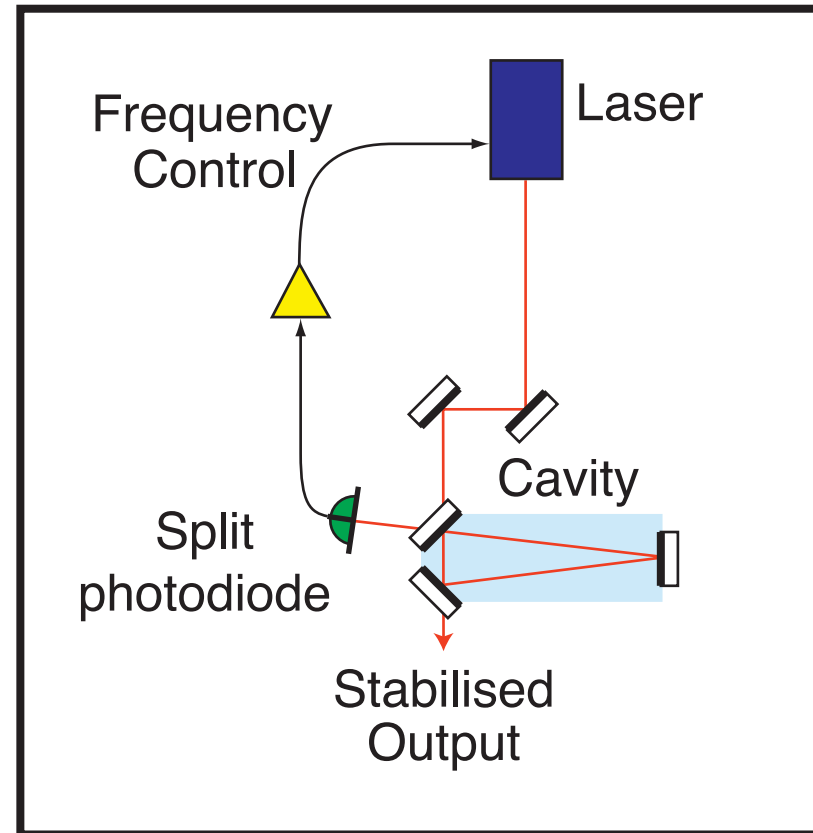 Frequency
Control
Laser
Cavity
Split
photodiode
Stabilised
Output